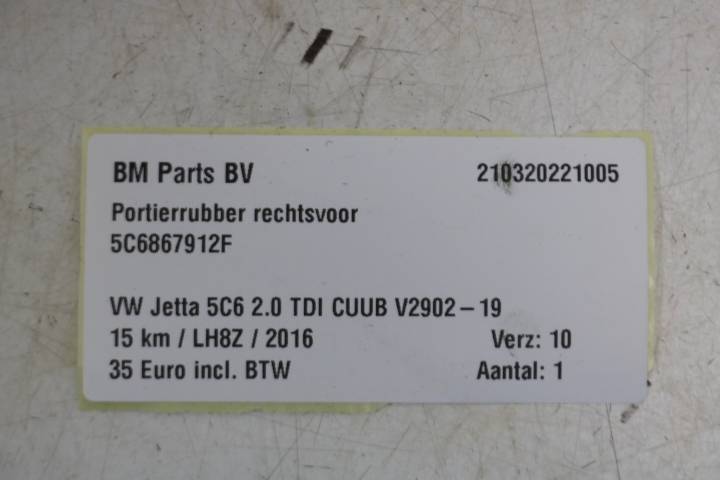 BM Parts BV 210320221005
Portierrubber rechtsvoor
5C6867912F
VW Jetta 5C6 2.0 TDI CUUB V2902-19
15 km / LH8Z / 2016 Verz: 10
35 Euro incl. BTW Aantal: 1